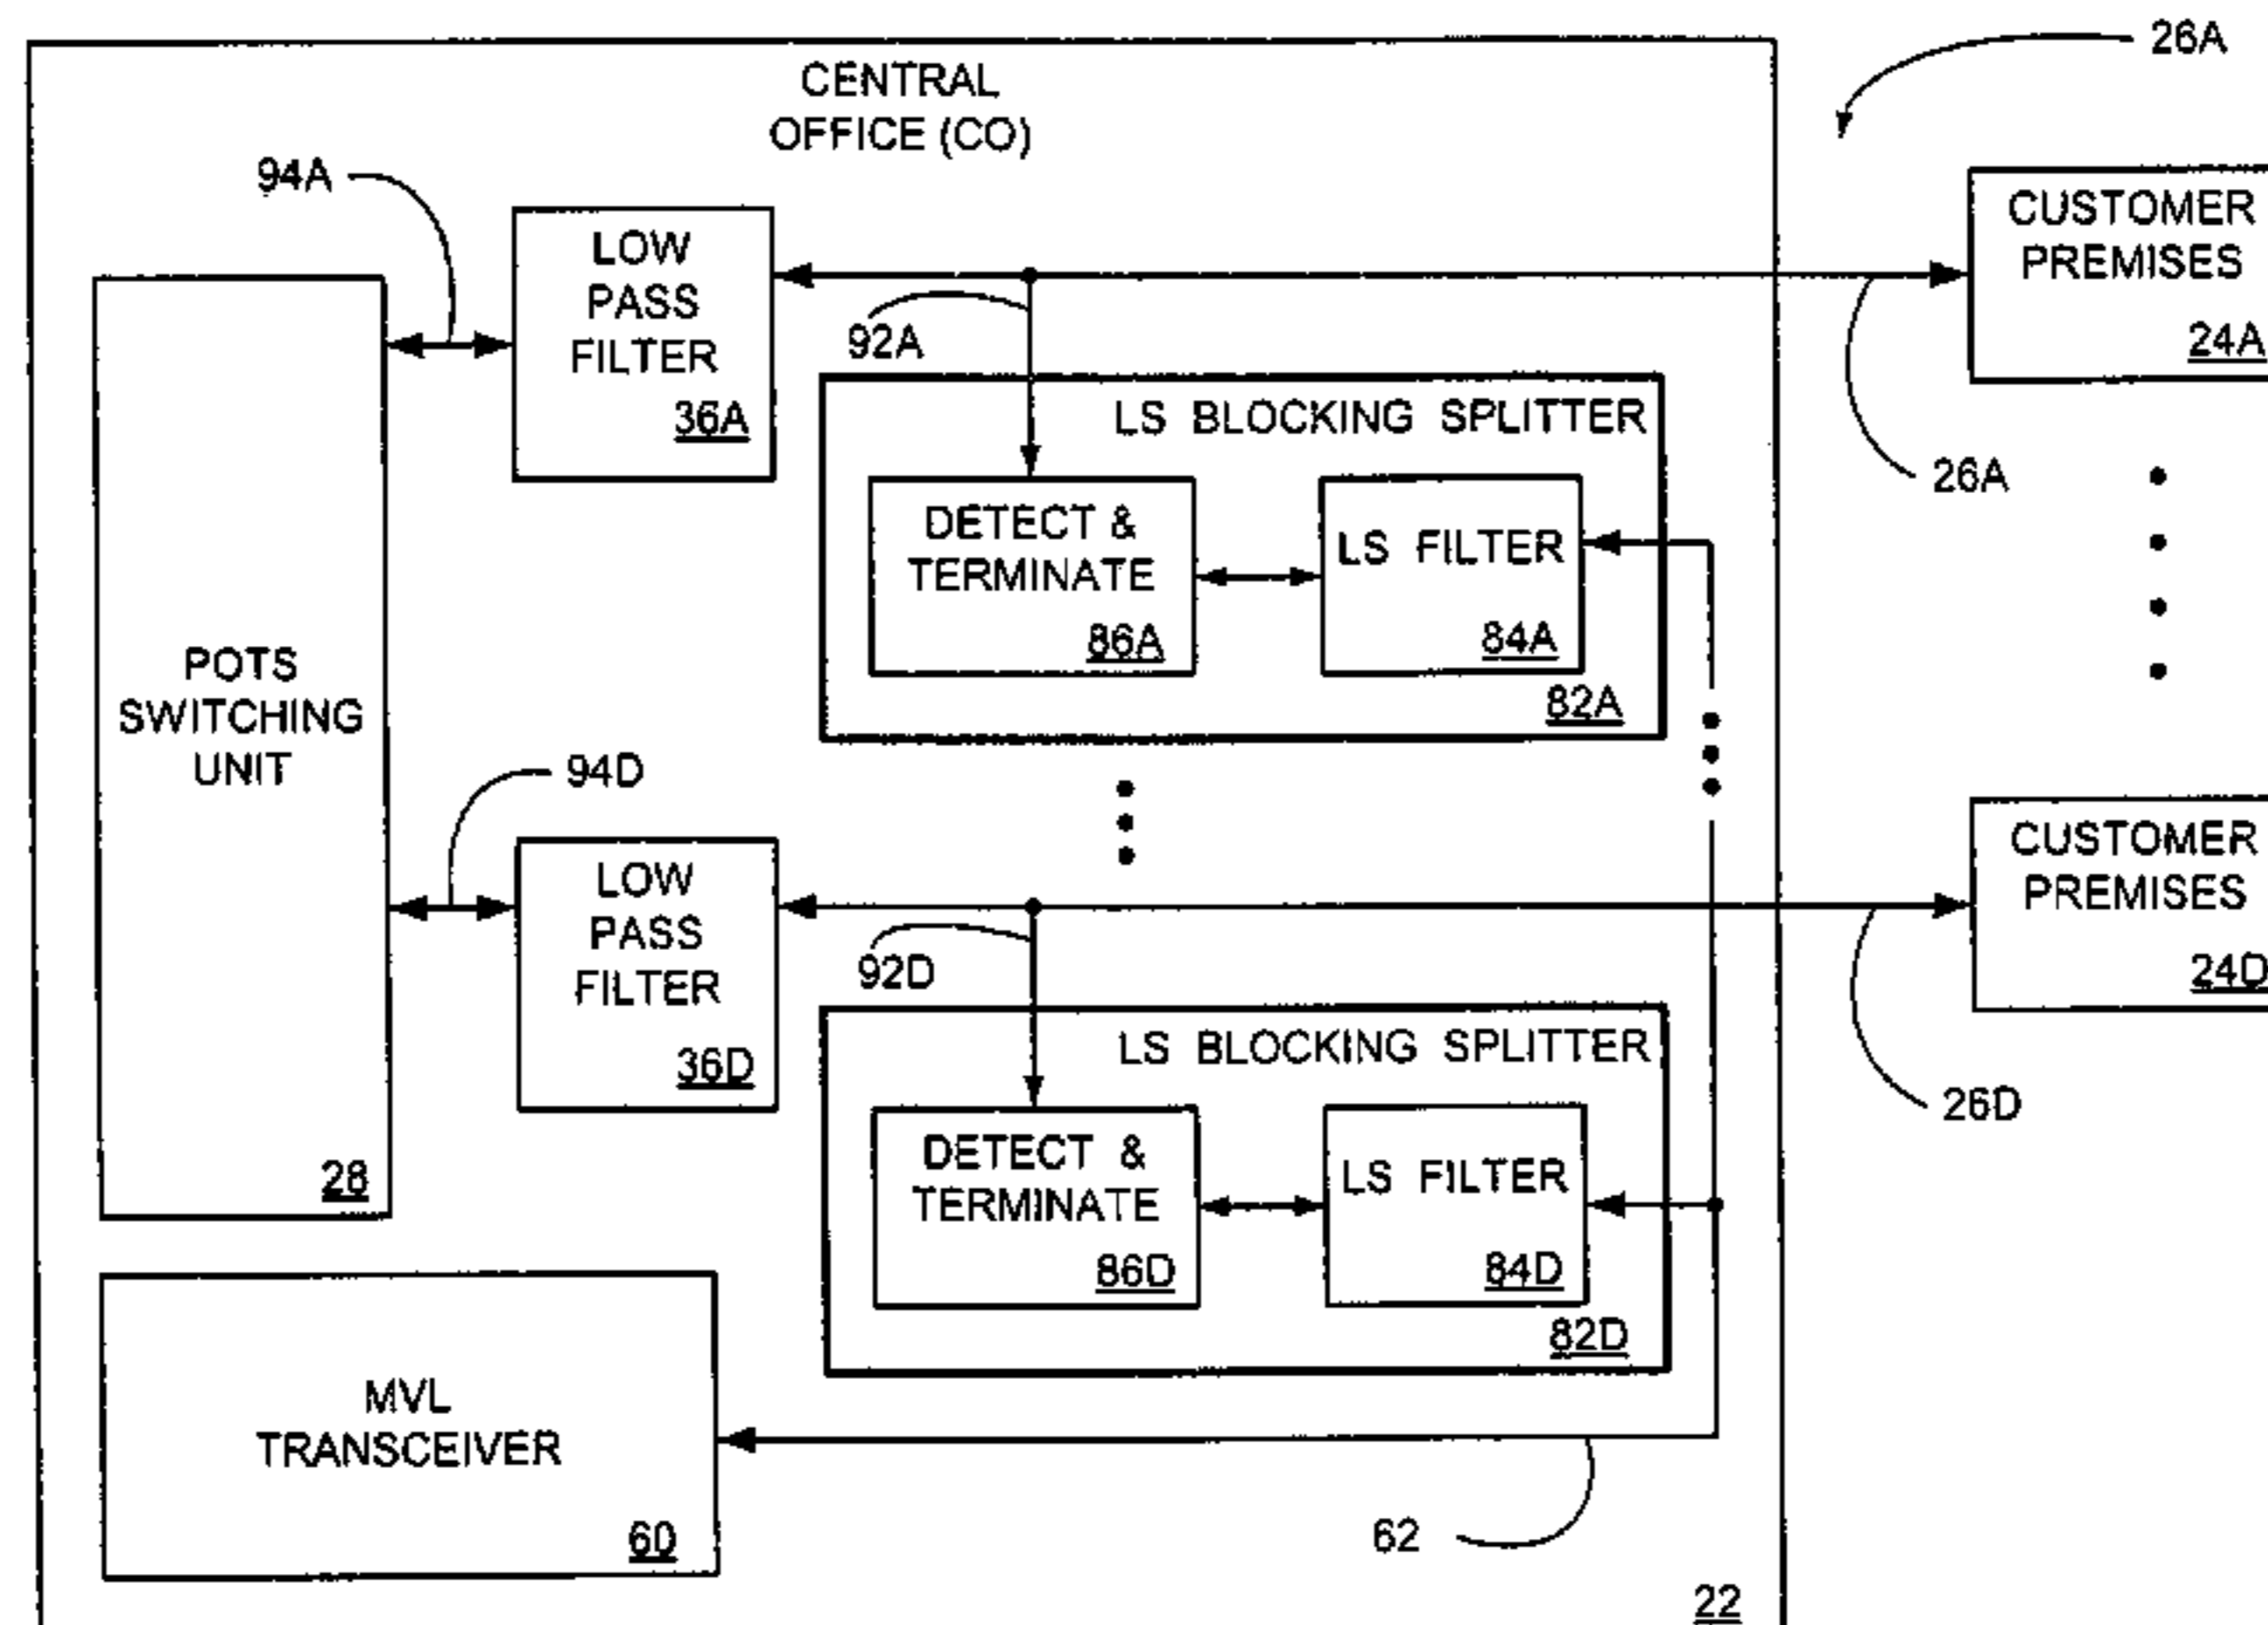 CENTRAL
OFFICE (CO)
26A
94A
LOW
PASS
FILTER
36A
CUSTOMER
PREMISES
24A
92A
LS BLOCKING SPLITTER
26A
DETECT &
TERMINATE
86A
LS FILTER
84A
82A
POTS
SWITCHING
UNIT
28
94D
LOW
PASS
FILTER
36D
CUSTOMER
PREMISES
24D
92D
LS BLOCKING SPLITTER
26D
DETECT &
TERMINATE
86D
LS FILTER
84D
82D
MVL
TRANSCEIVER
60
62
22